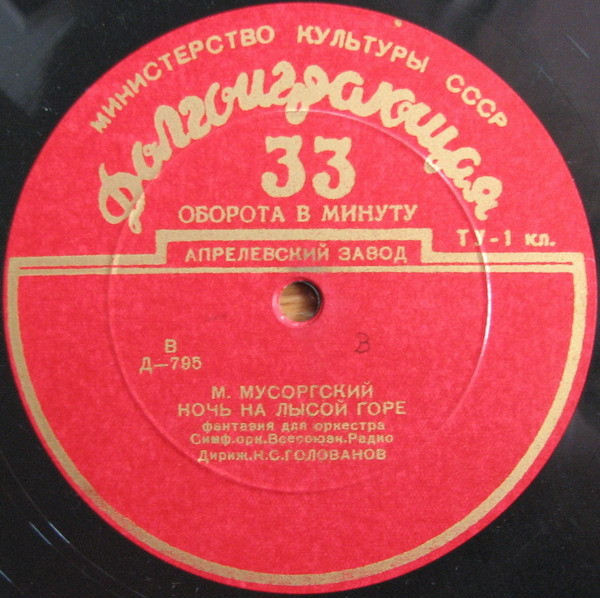 МИНИСТЕРСТВО КУЛЬТУРЫ СССР
Долгоиграющая
33
ОБОРОТА В МИНУТУ
ТУ-1 кл.
АПРЕЛЕВСКИЙ ЗАВОД
В
В
Д—795
М. МУСОРГСКИЙ
НОЧЬ НА ЛЫСОЙ ГОРЕ
фантазия для оркестра
Симф.орк.Всесоюзн.Радио
Дириж.Н.С.ГОЛОВАНОВ